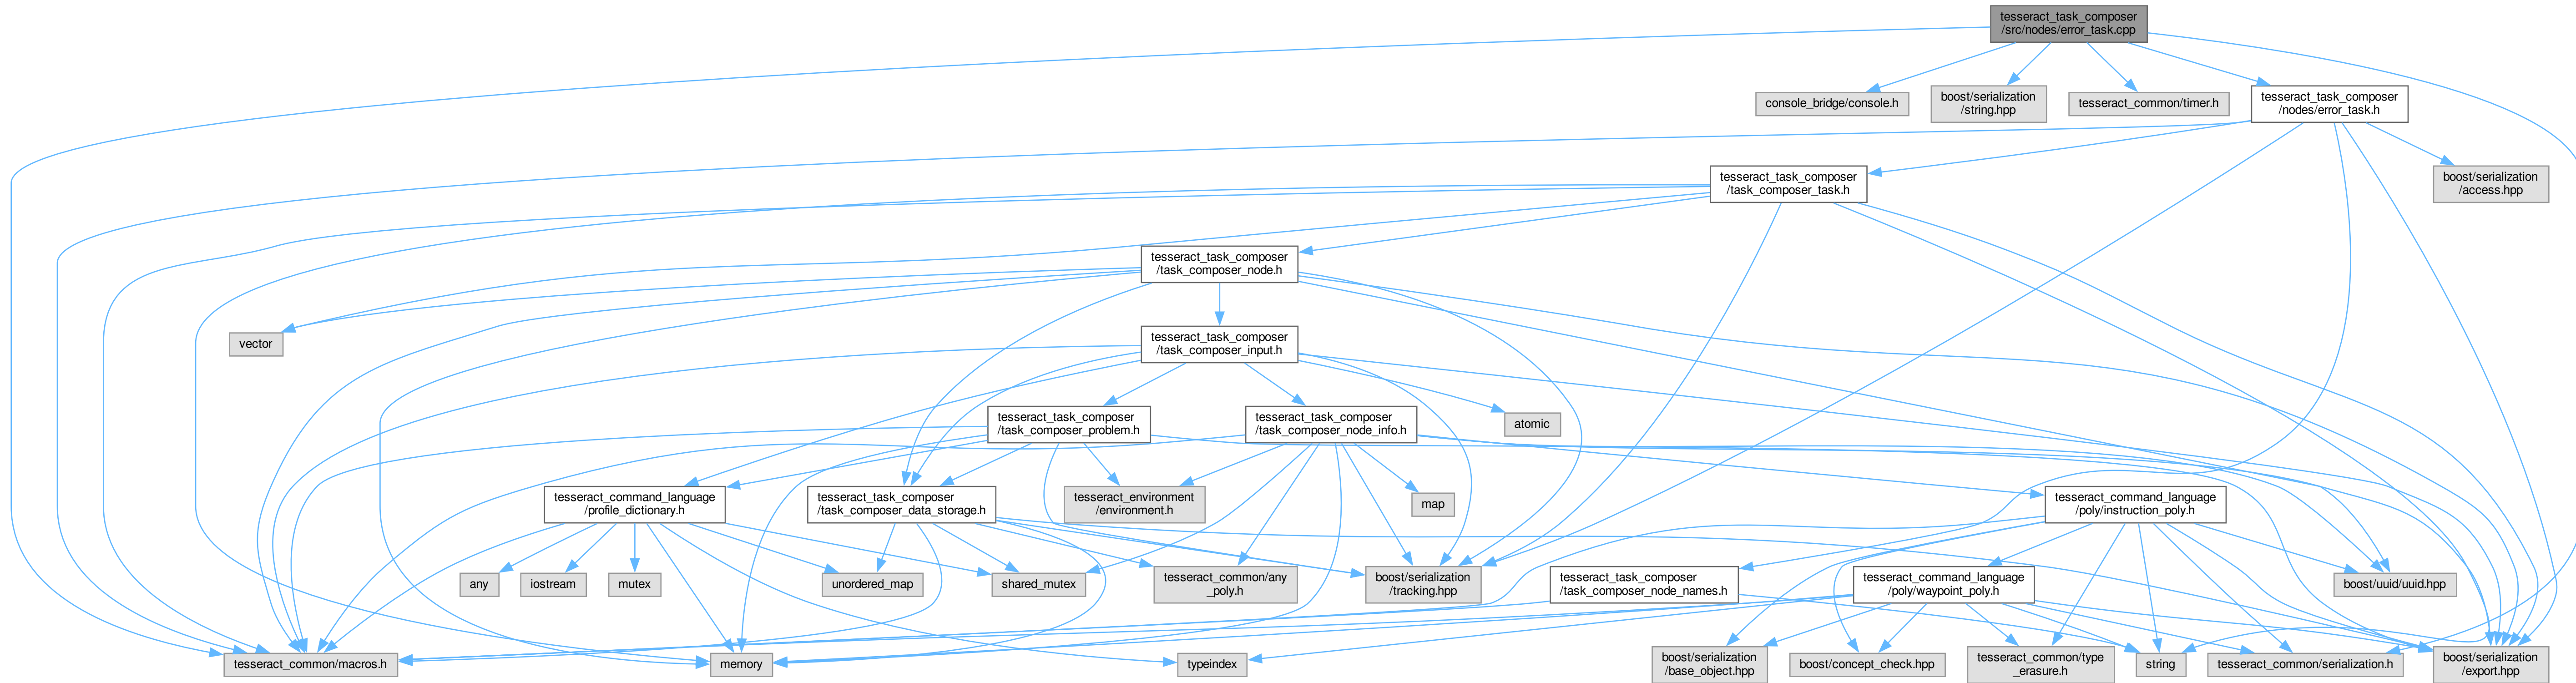 tesseract_task_composer
/src/nodes/error_task.cpp
console_bridge/console.h
boost/serialization
/string.hpp
tesseract_common/timer.h
tesseract_task_composer
/nodes/error_task.h
tesseract_task_composer
/task_composer_task.h
boost/serialization
/access.hpp
tesseract_task_composer
/task_composer_node.h
vector
tesseract_task_composer
/task_composer_input.h
tesseract_task_composer
/task_composer_problem.h
tesseract_task_composer
/task_composer_node_info.h
atomic
tesseract_command_language
/profile_dictionary.h
tesseract_task_composer
/task_composer_data_storage.h
tesseract_environment
/environment.h
map
tesseract_command_language
/poly/instruction_poly.h
any
iostream
mutex
unordered_map
shared_mutex
tesseract_common/any
_poly.h
boost/serialization
/tracking.hpp
tesseract_task_composer
/task_composer_node_names.h
tesseract_command_language
/poly/waypoint_poly.h
boost/uuid/uuid.hpp
tesseract_common/macros.h
memory
typeindex
boost/serialization
/base_object.hpp
boost/concept_check.hpp
tesseract_common/type
_erasure.h
string
tesseract_common/serialization.h
boost/serialization
/export.hpp